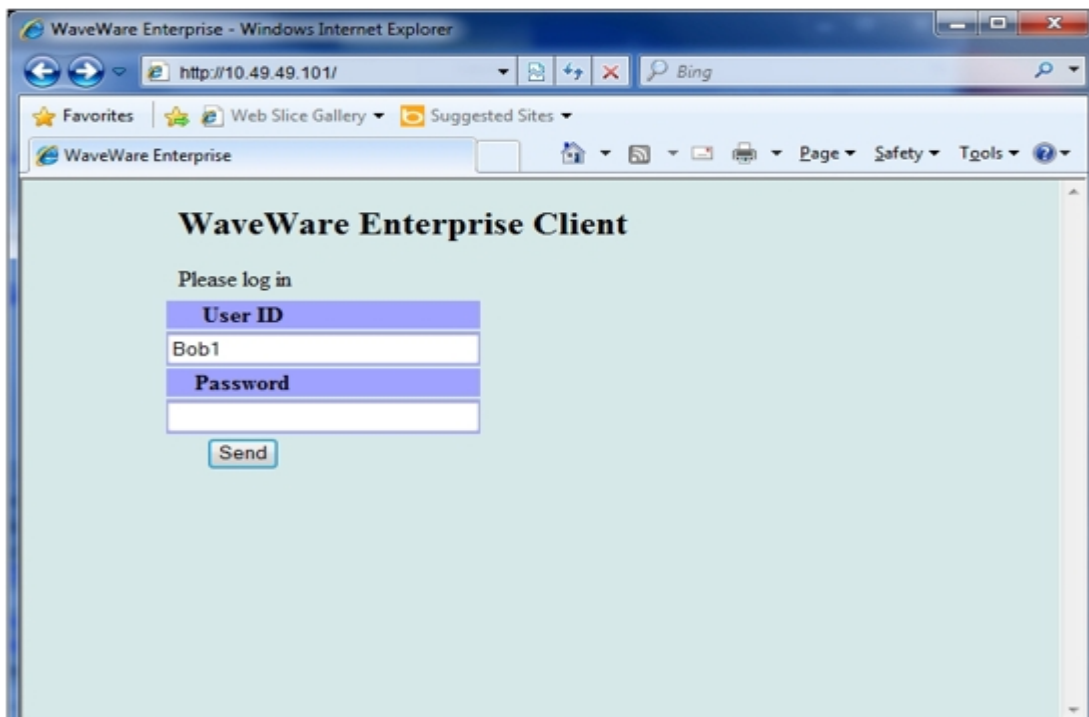 WaveWare Enterprise - Windows Internet Explorer
http://10.49.49.101/
Bing
Favorites Web Slice Gallery Suggested Sites
WaveWare Enterprise Page Safety Tools
WaveWare Enterprise Client
Please log in
User ID
Bob1
Password
Send